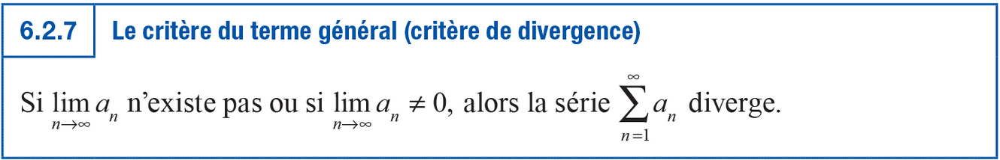 6.2.7 Le critère du terme général (critère de divergence)
Si lim_{n→∞} a_n n’existe pas ou si lim_{n→∞} a_n ≠ 0, alors la série ∑_{n=1}^{∞} a_n diverge.